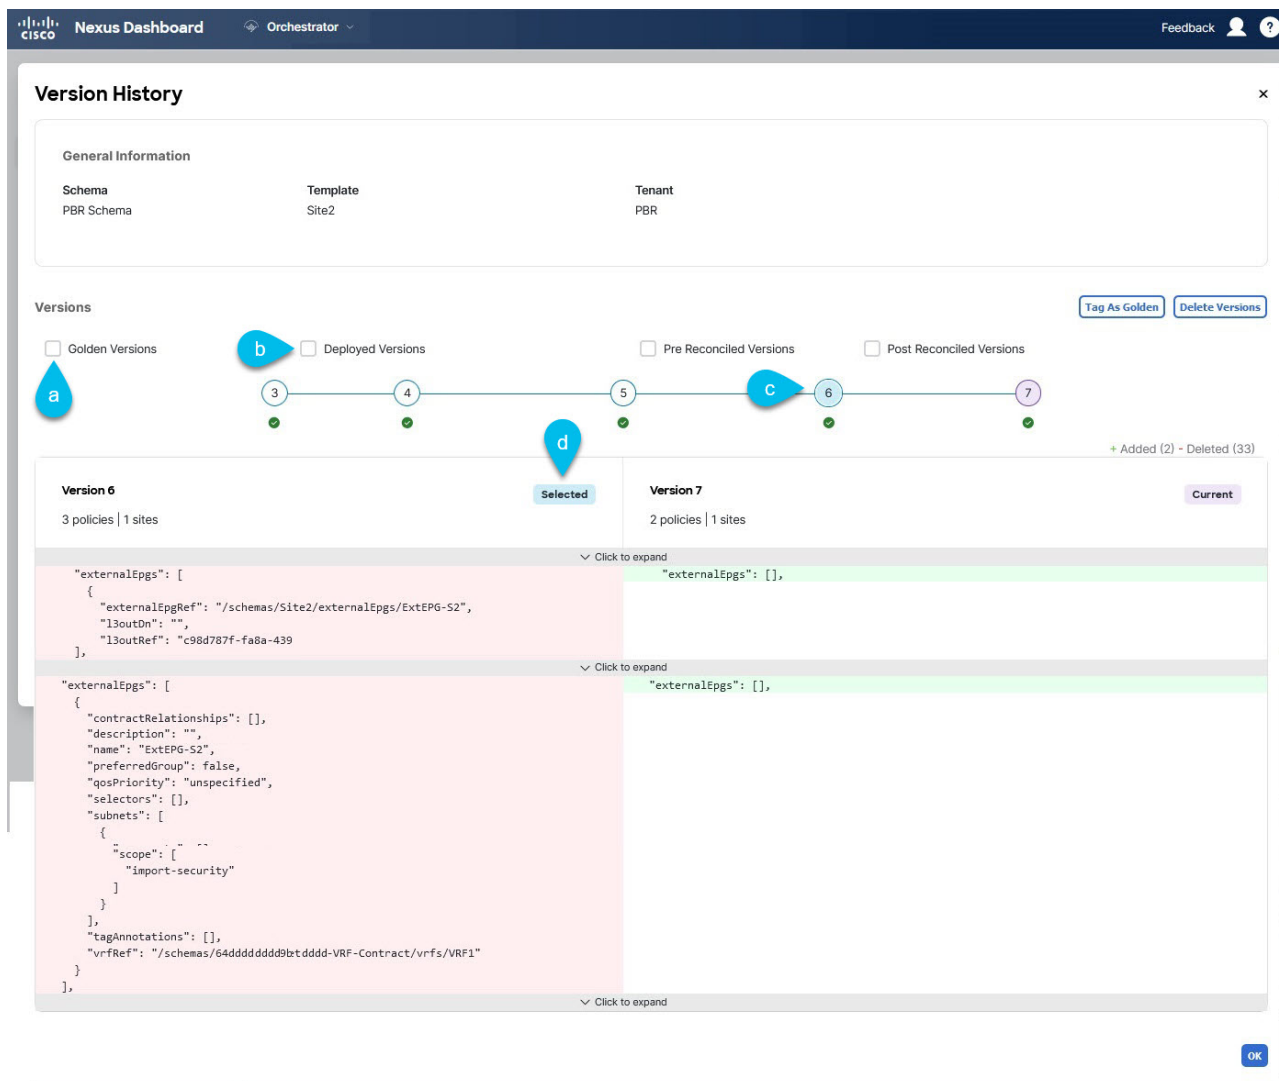 cisco Nexus Dashboard Orchestrator Feedback ?
Version History ×
General Information
Schema Template Tenant
PBR Schema Site2 PBR
Versions Tag As Golden Delete Versions
Golden Versions b Deployed Versions Pre Reconciled Versions Post Reconciled Versions
a 3 4 5 c 6 7
d
+ Added (2) - Deleted (33)
Version 6 Selected Version 7 Current
3 policies | 1 sites 2 policies | 1 sites
Click to expand
"externalEpgs": [ "externalEpgs": [],
{
"externalEpgRef": "/schemas/Site2/externalEpgs/ExtEPG-S2",
"l3outDn": "",
"l3outRef": "c98d787f-fa8a-439
],
Click to expand
"externalEpgs": [ "externalEpgs": [],
{
"contractRelationships": [],
"description": "",
"name": "ExtEPG-S2",
"preferredGroup": false,
"qosPriority": "unspecified",
"selectors": [],
"subnets": [
{
"scope": [
"import-security"
]
}
],
"tagAnnotations": [],
"vrfRef":
}
],
Click to expand
OK